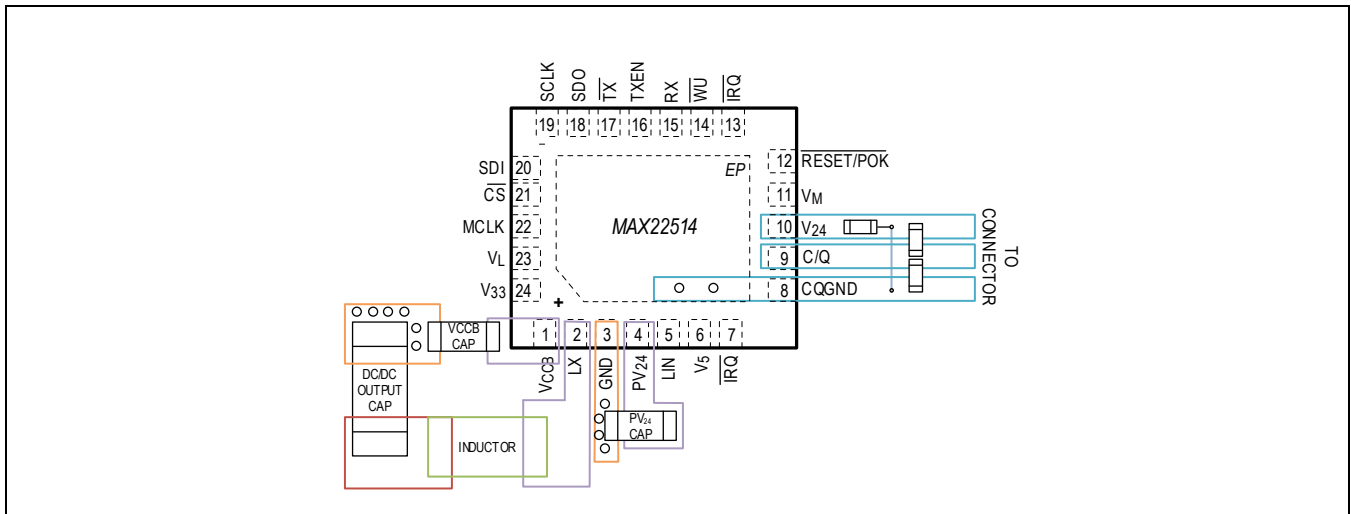 SCLK
SDO
TX
TXEN
RX
WU
IRQ
19
18
17
16
15
14
13
SDI 20
CS 21
MCLK 22
VL 23
V33 24
EP
MAX22514
12 RESET/POK
11 VM
10 V24
9 C/Q
8 CQGND
TO
CONNECTOR
+
1
2
3
4
5
6
7
VCCB
LX
GND
PV24
LIN
V5
IRQ
VCCB
CAP
DC/DC
OUTPUT
CAP
INDUCTOR
PV24
CAP